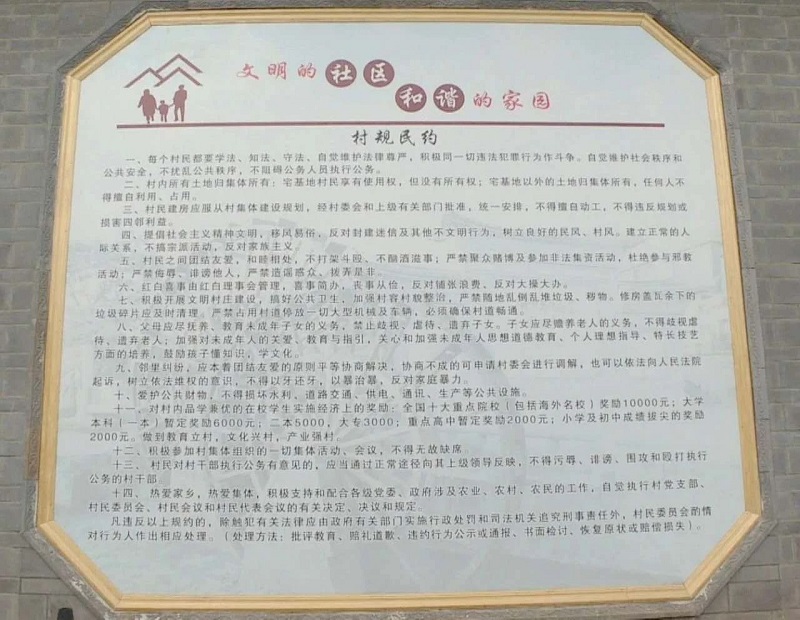 文明的社区
和谐的家园
村规民约
一、每个村民都要学法、知法、守法、自觉维护法律尊严，积极同一切违法犯罪行为作斗争。自觉维护社会秩序和
公共安全，不扰乱公共秩序，不阻碍公务人员执行公务。
二、村内所有土地归集体所有：宅基地村民享有使用权，但没有所有权；宅基地以外的土地归集体所有，任何人不
得擅自利用、占用。
三、村民建房应服从村集体建设规划，经村委会和上级有关部门批准，统一安排，不得擅自动工，不得违反规划或
损害四邻利益。
四、提倡社会主义精神文明，移风易俗，反对封建迷信及其他不文明行为，树立良好的民风、村风。建立正常的人
际关系，不搞宗派活动，反对家族主义。
五、村民之间团结友爱，和睦相处，不打架斗殴、不酗酒滋事；严禁聚众赌博及参加非法集资活动，杜绝参与邪教
活动；严禁侮辱、诽谤他人，严禁造谣惑众、拨弄是非。
六、红白喜事由红白理事会管理，喜事简办，丧事从俭，反对铺张浪费、反对大操大办。
七、积极开展文明村庄建设，搞好公共卫生，加强村容村貌整治，严禁随地乱倒乱堆垃圾、秽物。修房盖瓦余下的
垃圾碎片应及时清理。严禁占用村道停放一切大型机械及车辆，必须确保村道畅通。
八、父母应尽抚养、教育未成年子女的义务，禁止歧视、虐待、遗弃子女。子女应尽赡养老人的义务，不得歧视虐
待、遗弃老人；加强对未成年人的关爱、教育与指引，关心和加强未成年人思想道德教育、个人理想指导、特长技艺
方面的培养，鼓励孩子懂知识，学文化。
九、邻里纠纷，应本着团结友爱的原则平等协商解决，协商不成的可申请村委会进行调解，也可以依法向人民法院
起诉，树立依法维权的意识，不得以牙还牙，以暴治暴，反对家庭暴力。
十、爱护公共财物，不得损坏水利、道路交通、供电、通讯、生产等公共设施。
十一、对村内品学兼优的在校学生实施经济上的奖励：全国十大重点院校（包括海外名校）奖励10000元；大学
本科（一本）暂定奖励6000元；二本5000，大专3000；重点高中暂定奖励2000元；小学及初中成绩拔尖的奖励
2000元。做到教育立村，文化兴村，产业强村。
十二、积极参加村集体组织的一切集体活动、会议，不得无故缺席。
十三、村民对村干部执行公务有意见的，应当通过正常途径向其上级领导反映，不得污辱、诽谤、围攻和殴打执行
公务的村干部。
十四、热爱家乡，热爱集体，积极支持和配合各级党委、政府涉及农业、农村、农民的工作，自觉执行村党支部、
村民委员会、村民会议和村民代表会议的有关决定、决议和规定。
凡违反以上规约的，除触犯有关法律应由政府有关部门实施行政处罚和司法机关追究刑事责任外，村民委员会酌情
对行为人作出相应处理。（处理方法：批评教育、赔礼道歉、违约行为公示或通报、书面检讨、恢复原状或赔偿损失）。